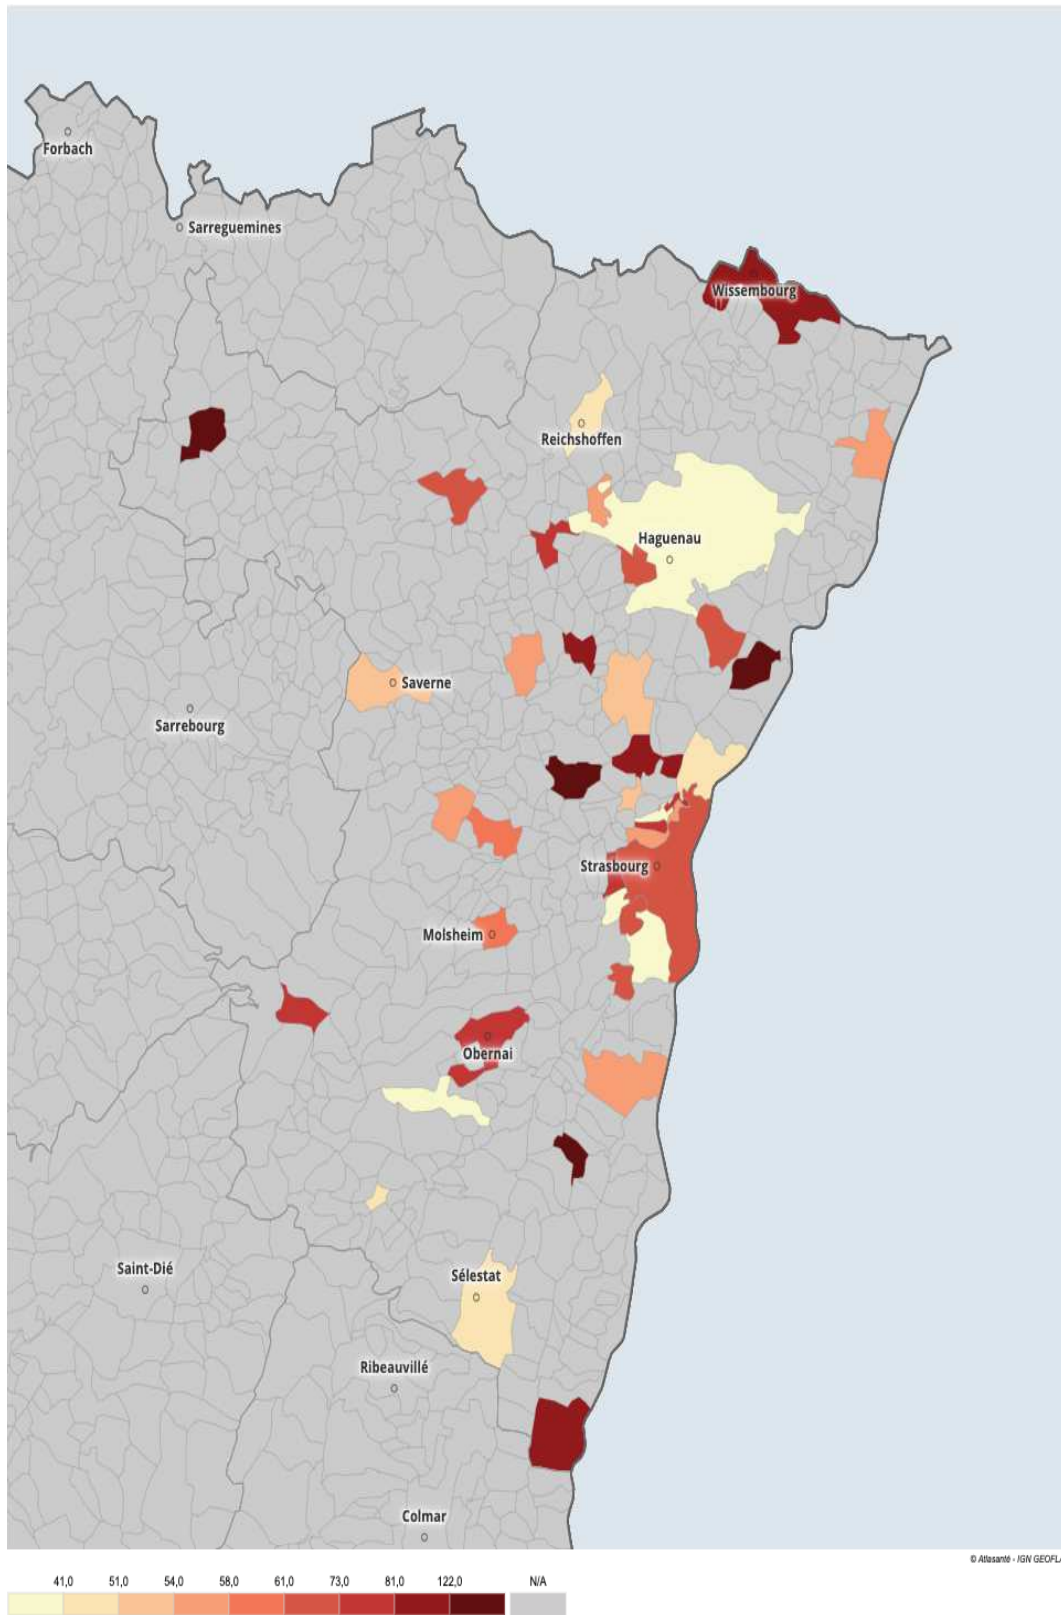 Forbach
Sarreguemines
Wissembourg
Reichshoffen
Haguenau
Saverne
Sarrebourg
Strasbourg
Molsheim
Obernai
Saint-Dié
Sélestat
Ribeauvillé
Colmar
© Atlasanté - IGN GEOFLA
41,0 51,0 54,0 58,0 61,0 73,0 81,0 122,0 N/A